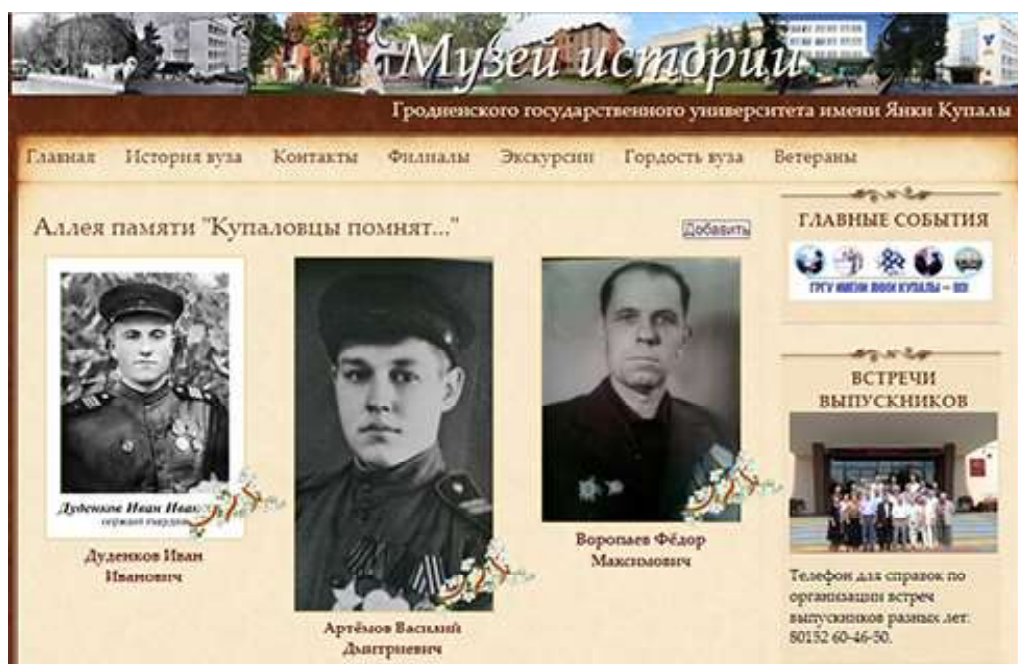 Музей истории
Гродненского государственного университета имени Янки Купалы
Главная История вуза Контакты Филиалы Экскурсии Гордость вуза Ветераны
Аллея памяти "Купаловцы помнят..."
Добавить
Дуденков Иван
сержант гвардии
Дуденков Иван
Иванович
Артёмов Василий
Дмитриевич
Воропаев Фёдор
Максимович
ГЛАВНЫЕ СОБЫТИЯ
ГРГУ ИМЕНИ ЯНКИ КУПАЛЫ –
ВСТРЕЧИ
ВЫПУСКНИКОВ
Телефон для справок по
организации встреч
выпускников разных лет:
80152 60-46-50.